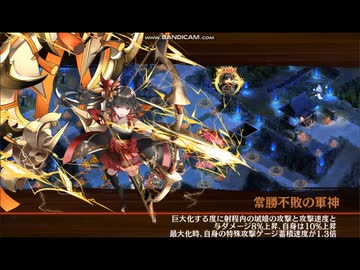 www.BANDICAM.com
常勝不敗の軍神
巨大化する度に射程内の城娘の攻撃と攻撃速度と
与ダメージ8%上昇、自身は10%上昇
最大化時、自身の特殊攻撃ゲージ蓄積速度が1.3倍